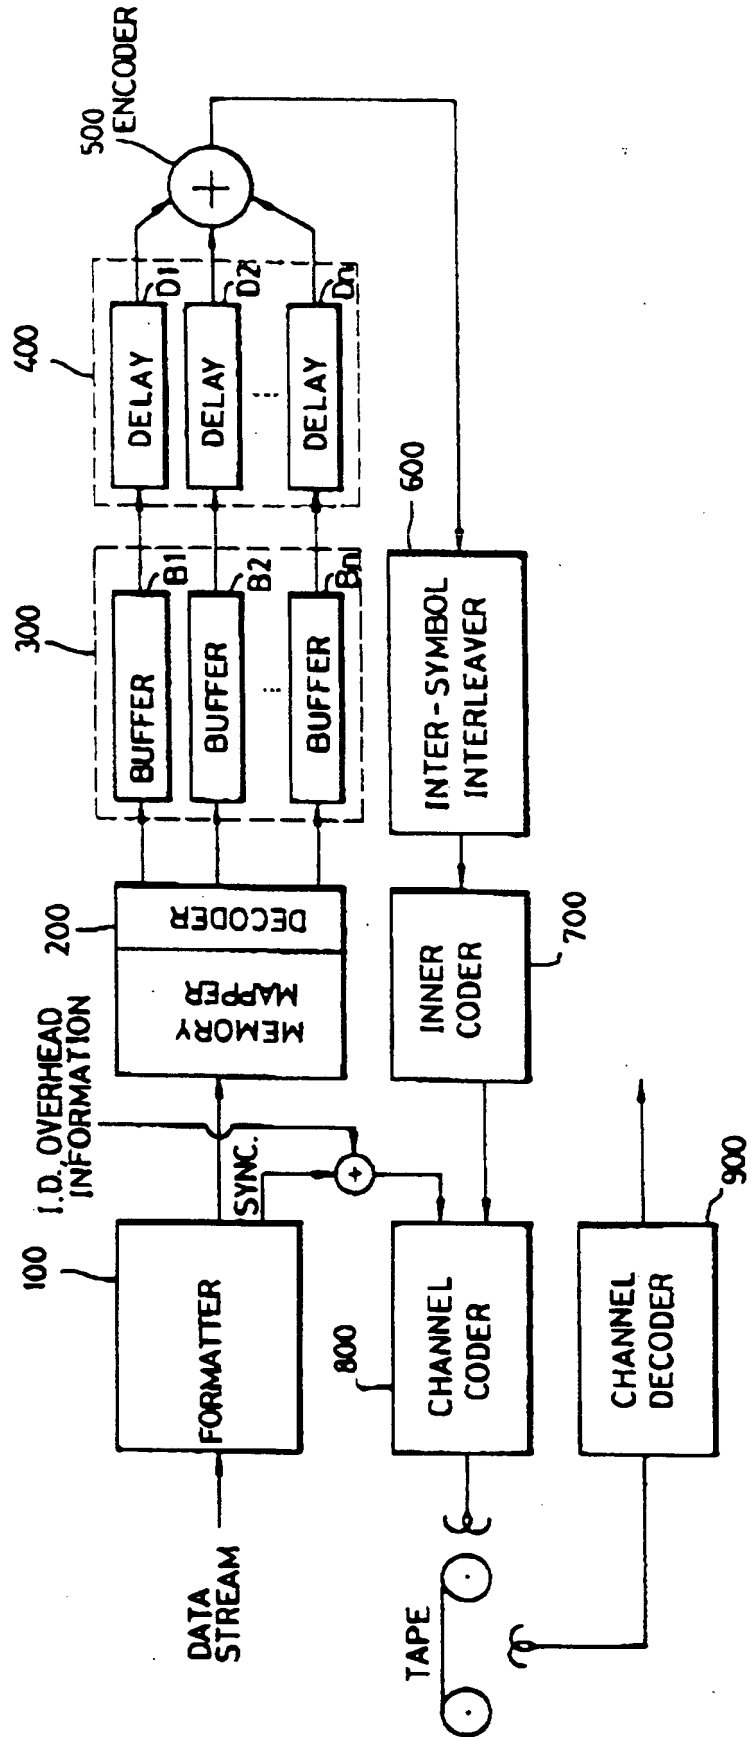 DATA
STREAM
100
FORMATTER
SYNC.
I.D., OVERHEAD
INFORMATION
200
MEMORY
MAPPER
DECODER
300
BUFFER
B1
BUFFER
B2
...
BUFFER
Bn
400
DELAY
D1
DELAY
D2
...
DELAY
Dn
500
ENCODER
+
600
INTER-SYMBOL
INTERLEAVER
700
INNER
CODER
+
800
CHANNEL
CODER
TAPE
900
CHANNEL
DECODER